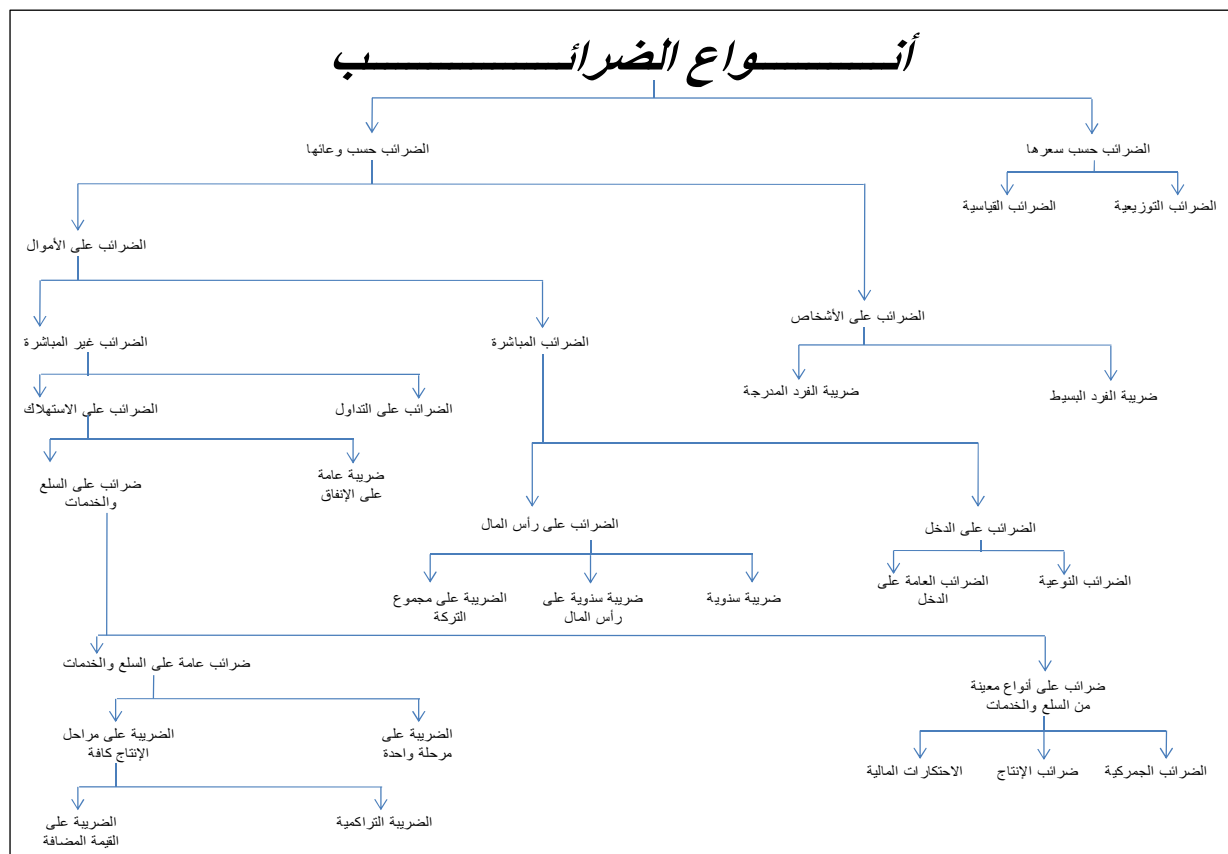 أنـــــواع الضرائــــــــب
الضرائب حسب سعرها
الضرائب حسب وعائها
الضرائب التوزيعية
الضرائب القياسية
الضرائب على الأموال
الضرائب على الأشخاص
الضرائب المباشرة
الضرائب غير المباشرة
ضريبة الفرد البسيط
ضريبة الفرد المدرجة
الضرائب على التداول
الضرائب على الاستهلاك
ضريبة عامة
على الإنفاق
ضرائب على السلع
والخدمات
الضرائب على الدخل
الضرائب على رأس المال
الضرائب النوعية
الضرائب العامة على
الدخل
ضريبة سذوية
ضريبة سذوية على
رأس المال
الضريبة على مجموع
التركة
ضرائب عامة على السلع والخدمات
ضرائب على أنواع معينة
من السلع والخدمات
الضريبة على
مرحلة واحدة
الضريبة على مراحل
الإنتاج كافة
الضرائب الجمركية
ضرائب الإنتاج
الاحتكارات المالية
الضريبة التراكمية
الضريبة على
القيمة المضافة